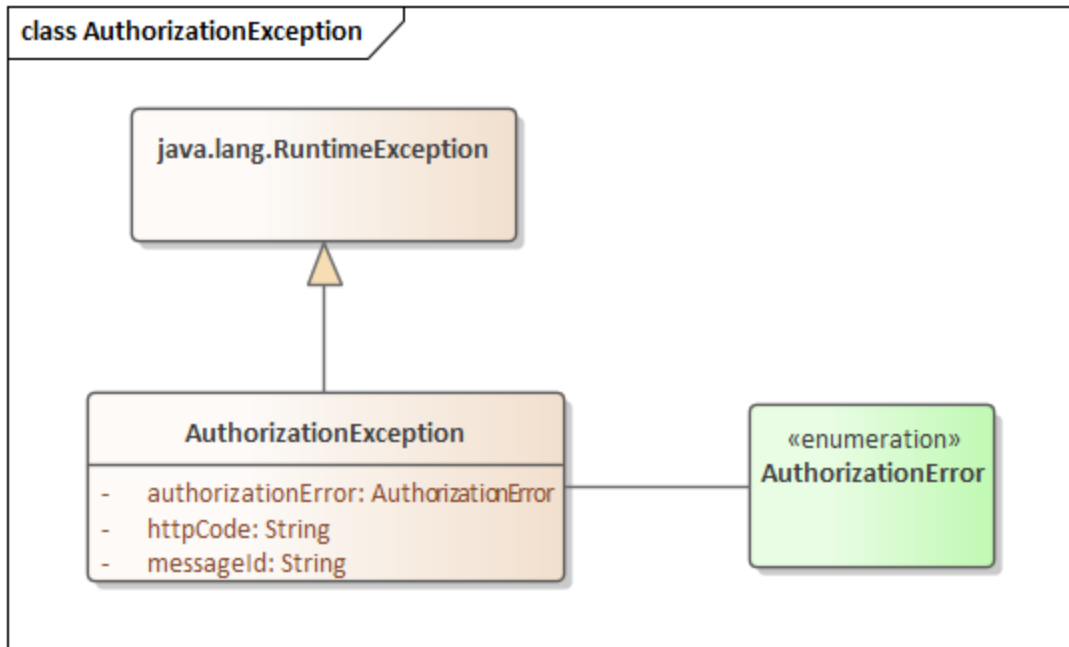 class AuthorizationException
java.lang.RuntimeException
AuthorizationException
- authorizationError: AuthorizationError
- httpCode: String
- messageId: String
«enumeration»
AuthorizationError